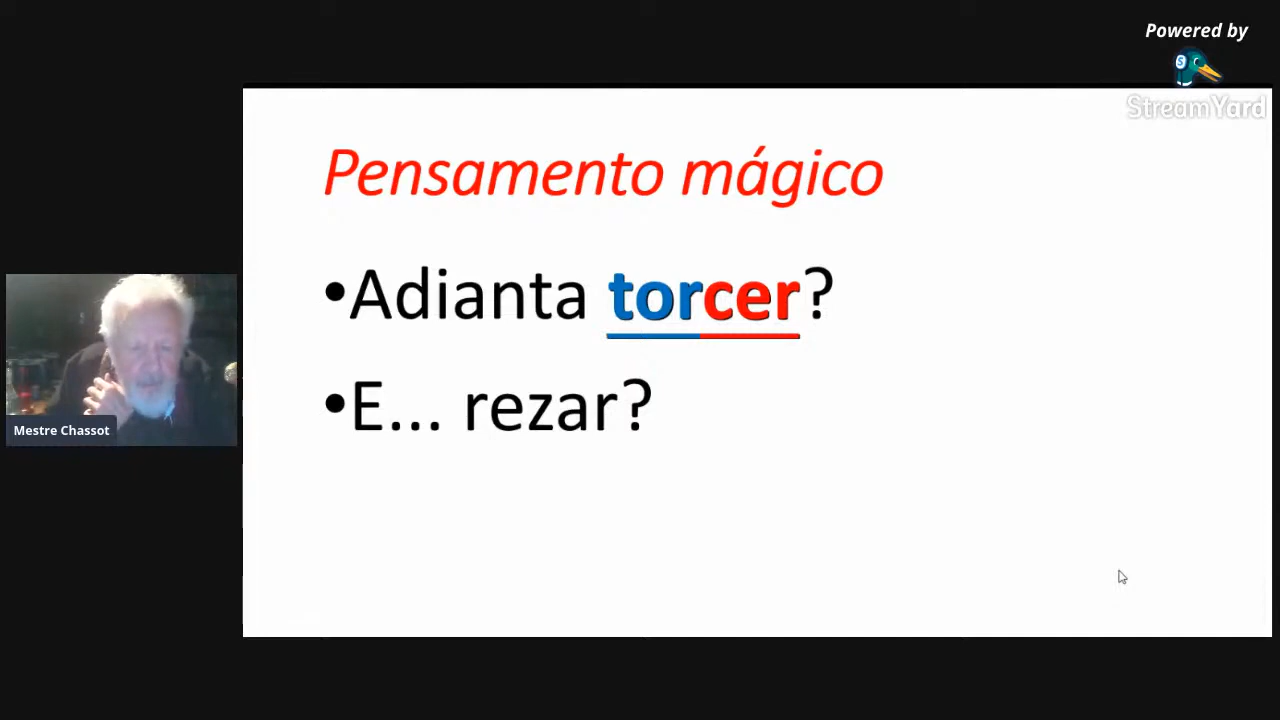 Powered by
StreamYard
Pensamento mágico
•Adianta torcer?
•E... rezar?
Mestre Chassot